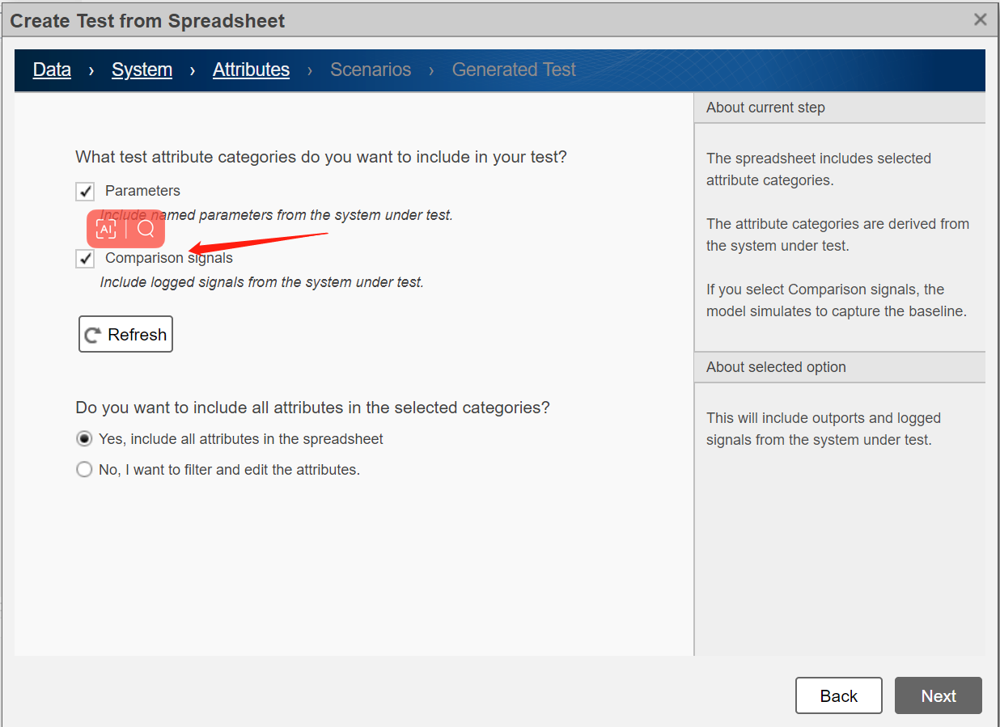 Create Test from Spreadsheet
Data › System › Attributes › Scenarios › Generated Test
What test attribute categories do you want to include in your test?
Parameters
Include named parameters from the system under test.
AI
Comparison signals
Include logged signals from the system under test.
Refresh
Do you want to include all attributes in the selected categories?
Yes, include all attributes in the spreadsheet
No, I want to filter and edit the attributes.
About current step
The spreadsheet includes selected
attribute categories.
The attribute categories are derived from
the system under test.
If you select Comparison signals, the
model simulates to capture the baseline.
About selected option
This will include outports and logged
signals from the system under test.
Back
Next